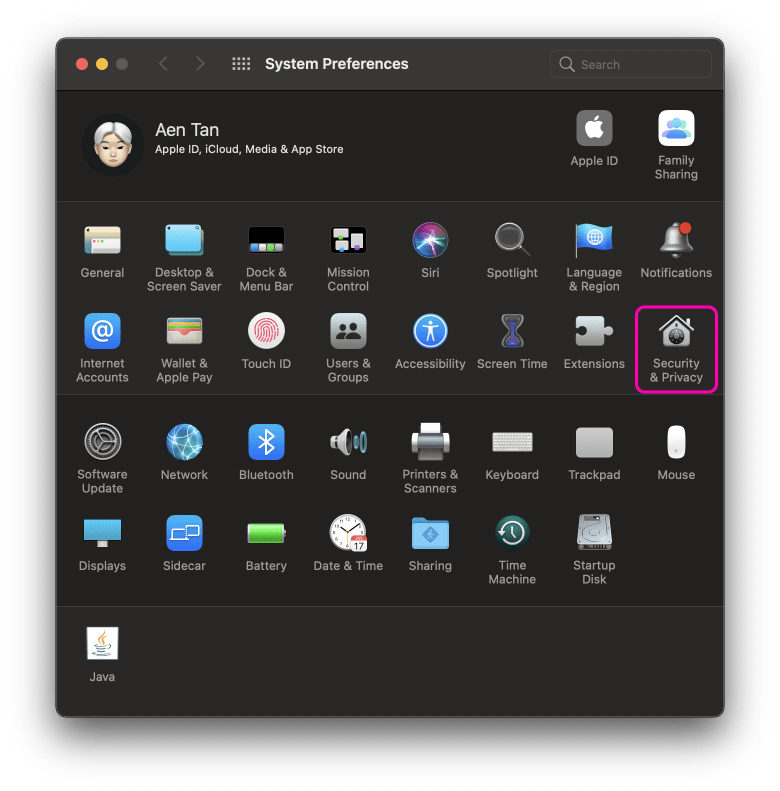 System Preferences
Search
Aen Tan
Apple ID, iCloud, Media & App Store
Apple ID
Family
Sharing
General
Desktop &
Screen Saver
Dock &
Menu Bar
Mission
Control
Siri
Spotlight
Language
& Region
Notifications
Internet
Accounts
Wallet &
Apple Pay
Touch ID
Users &
Groups
Accessibility
Screen Time
Extensions
Security
& Privacy
Software
Update
Network
Bluetooth
Sound
Printers &
Scanners
Keyboard
Trackpad
Mouse
Displays
Sidecar
Battery
Date & Time
Sharing
Time
Machine
Startup
Disk
Java